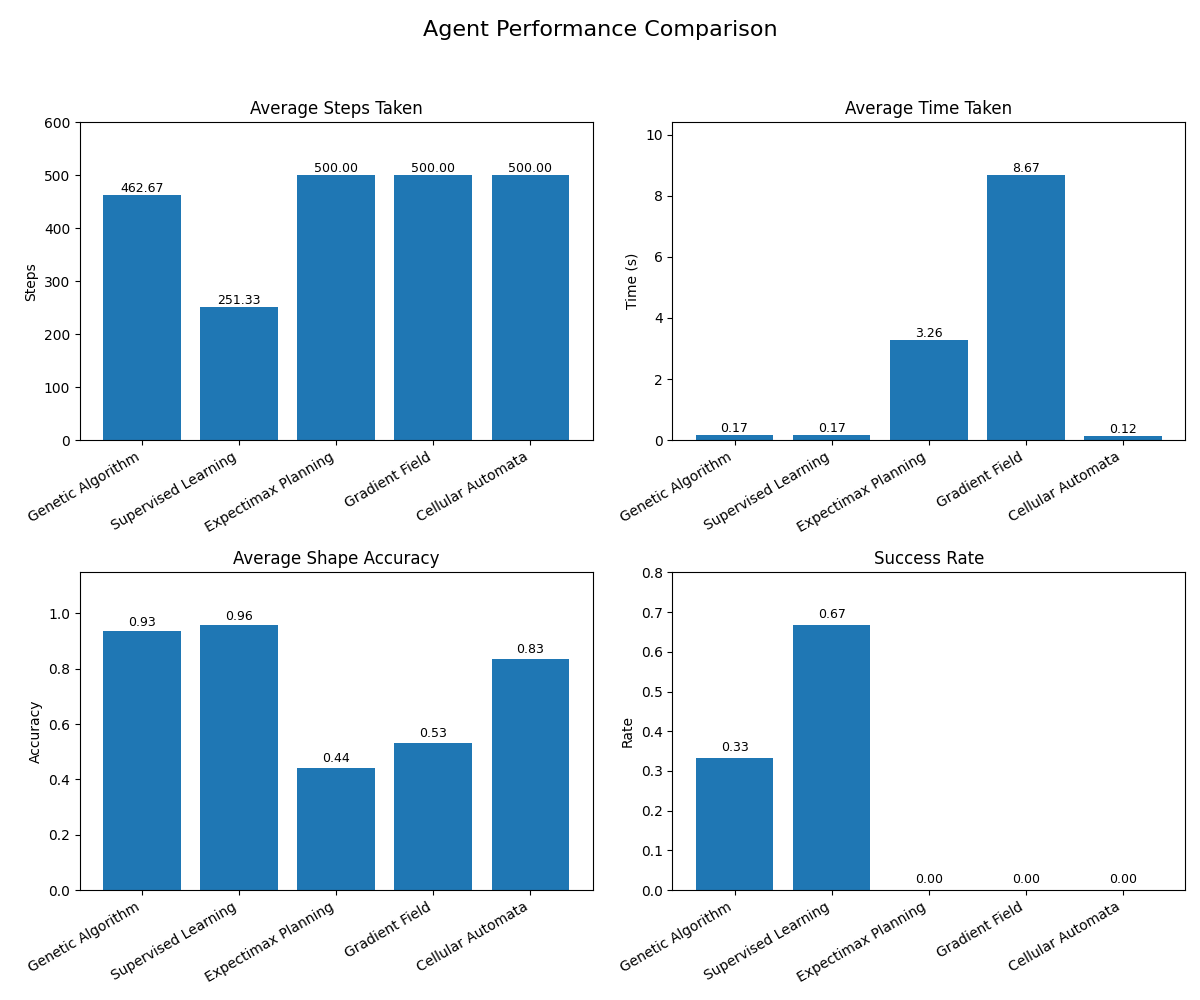 Agent Performance Comparison
Average Steps Taken
600
500
400
300
200
100
0
Steps
462.67
251.33
500.00
500.00
500.00
Genetic Algorithm
Supervised Learning
Expectimax Planning
Gradient Field
Cellular Automata
Average Time Taken
10
8
6
4
2
0
Time (s)
0.17
0.17
3.26
8.67
0.12
Genetic Algorithm
Supervised Learning
Expectimax Planning
Gradient Field
Cellular Automata
Average Shape Accuracy
1.0
0.8
0.6
0.4
0.2
0.0
Accuracy
0.93
0.96
0.44
0.53
0.83
Genetic Algorithm
Supervised Learning
Expectimax Planning
Gradient Field
Cellular Automata
Success Rate
0.8
0.7
0.6
0.5
0.4
0.3
0.2
0.1
0.0
Rate
0.33
0.67
0.00
0.00
0.00
Genetic Algorithm
Supervised Learning
Expectimax Planning
Gradient Field
Cellular Automata